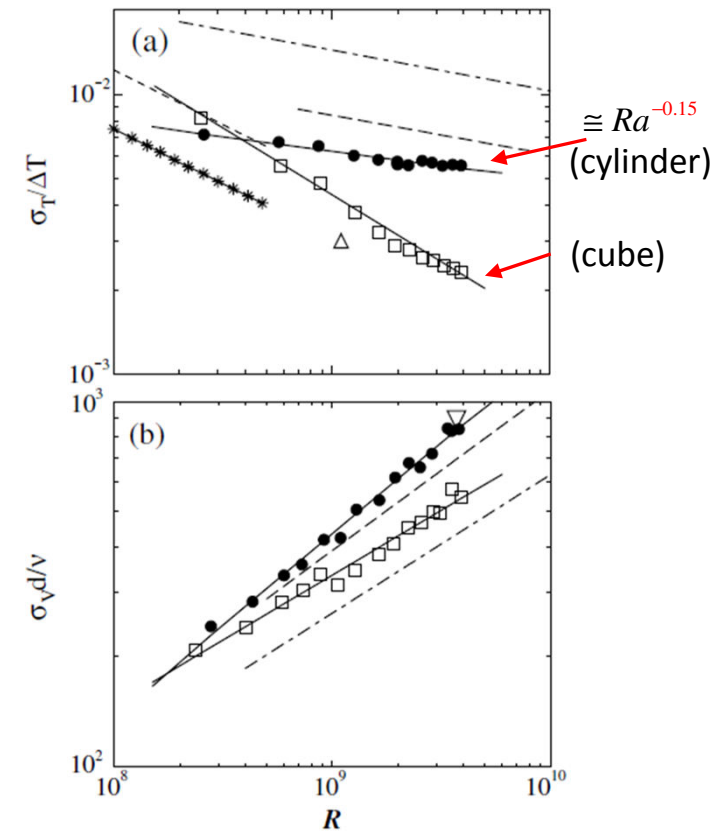 (a)
10⁻²
σ_T/ΔT
10⁻³
≅ Ra^{-0.15}
(cylinder)
(cube)
10³
(b)
σ_V d/ν
10²
10⁸ 10⁹ 10¹⁰
R